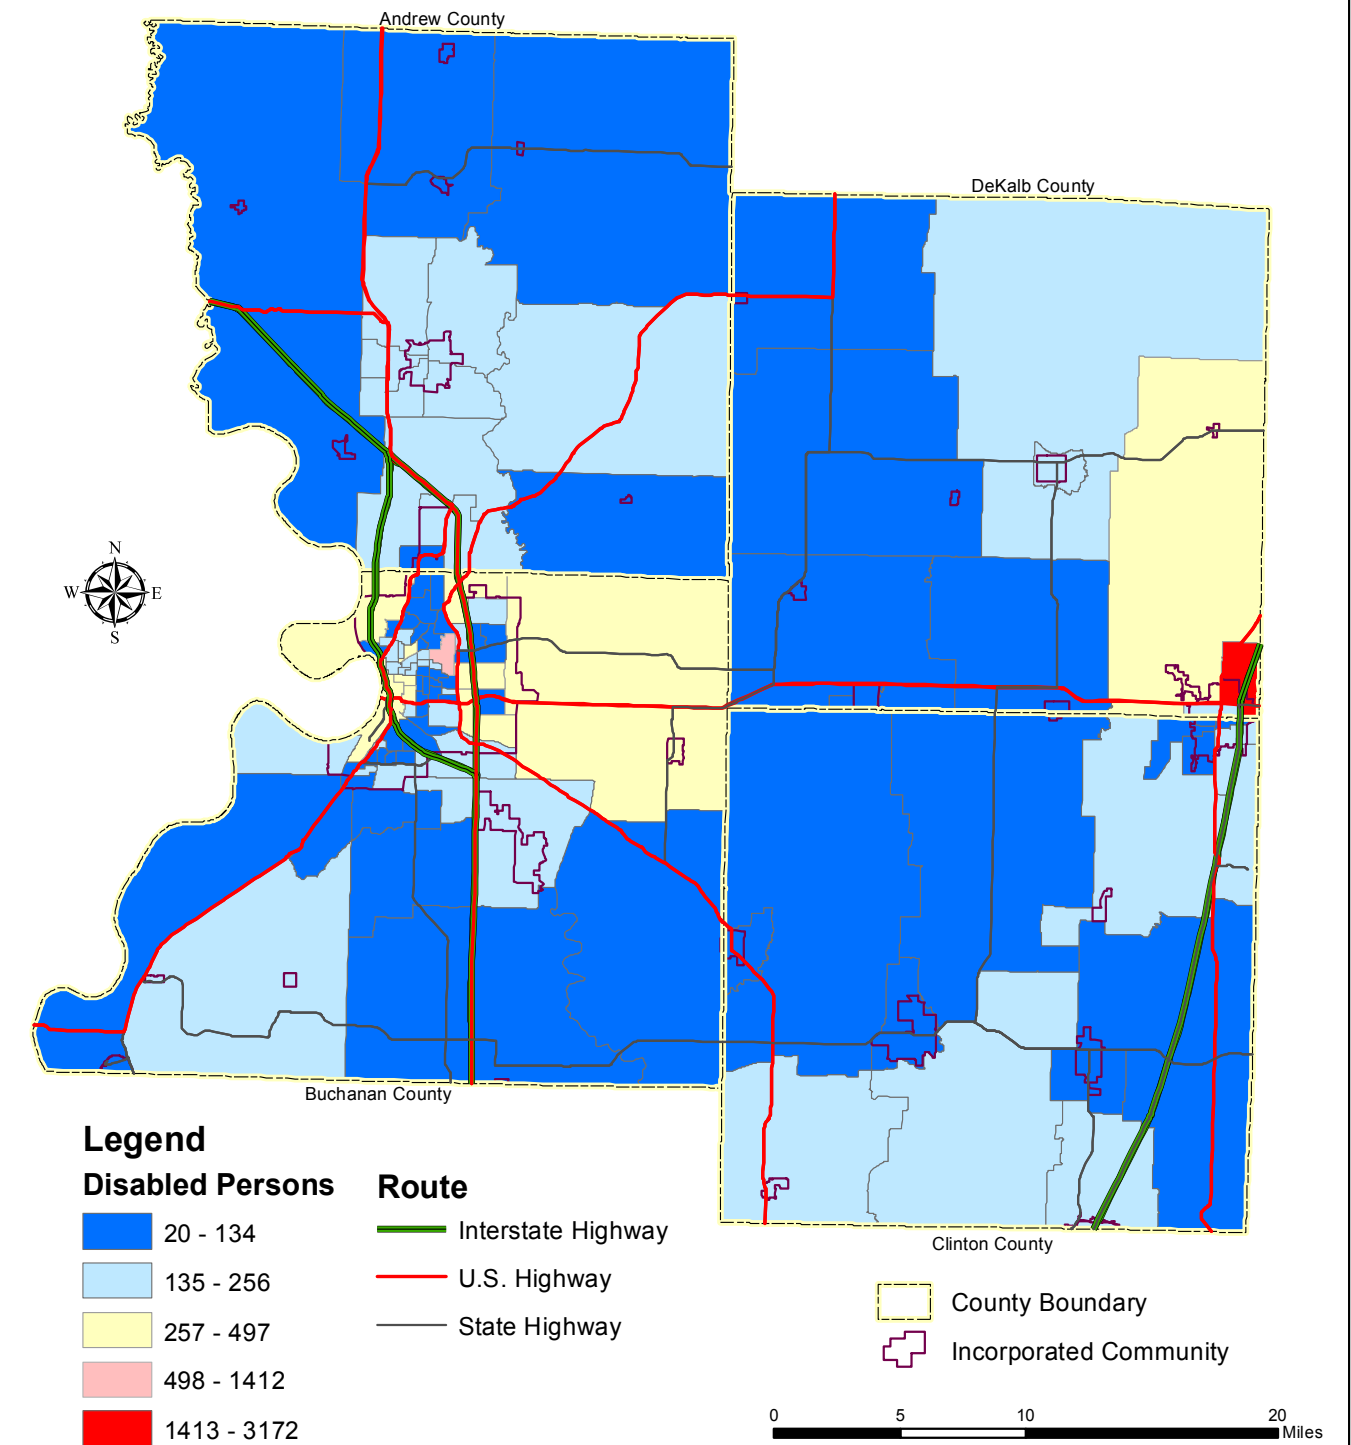 Andrew County
DeKalb County
N
W E
S
Buchanan County
Clinton County
Legend
Disabled Persons
20 - 134
135 - 256
257 - 497
498 - 1412
1413 - 3172
Route
Interstate Highway
U.S. Highway
State Highway
County Boundary
Incorporated Community
0 5 10 20
Miles